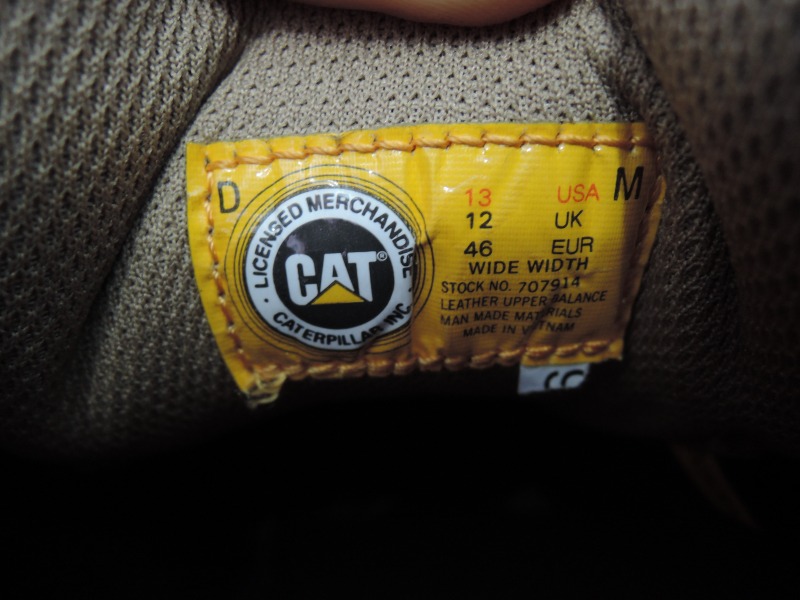 D
LICENSED MERCHANDISE
CAT®
CATERPILLAR INC
13 USA M
12 UK
46 EUR
WIDE WIDTH
STOCK NO. 707914
LEATHER UPPER BALANCE
MAN MADE MATERIALS
MADE IN VIETNAM